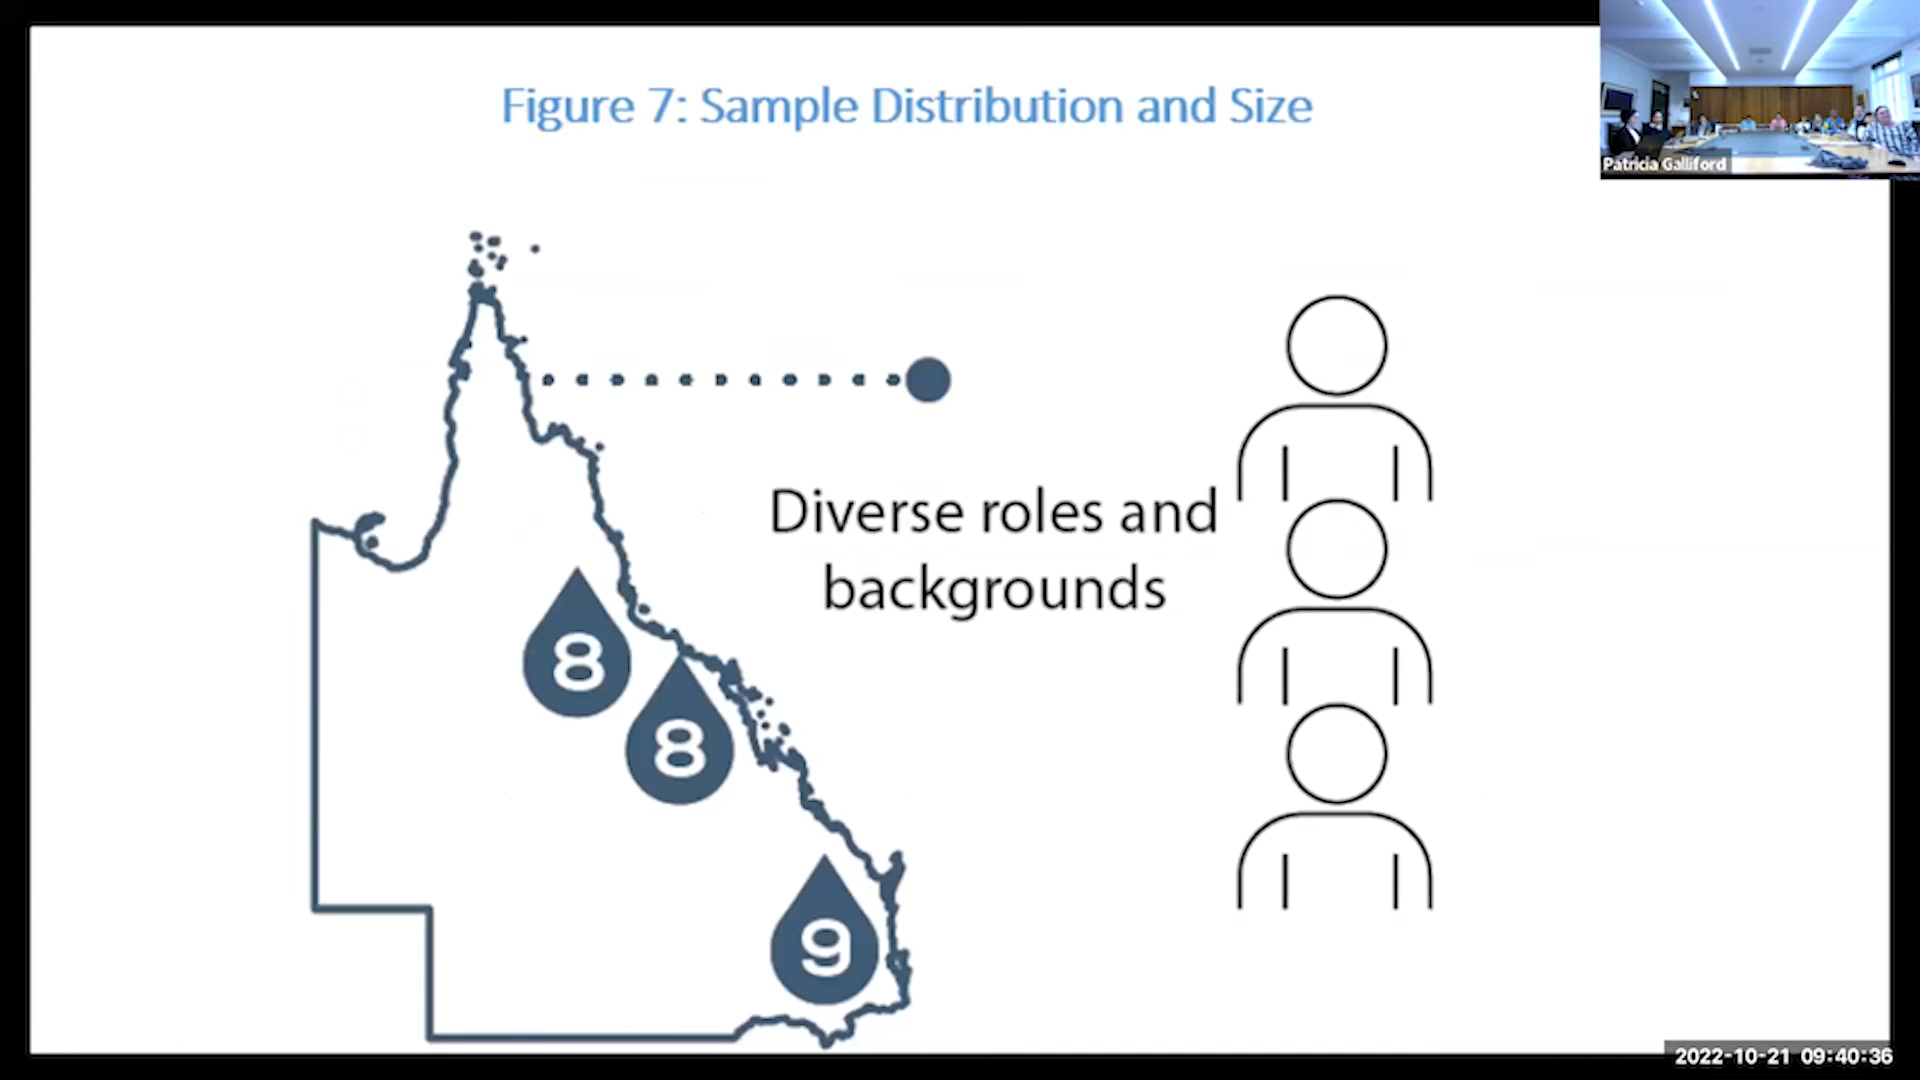 Figure 7: Sample Distribution and Size
Patricia Galliford
Diverse roles and
backgrounds
8
8
9
2022-10-21 09:40:36